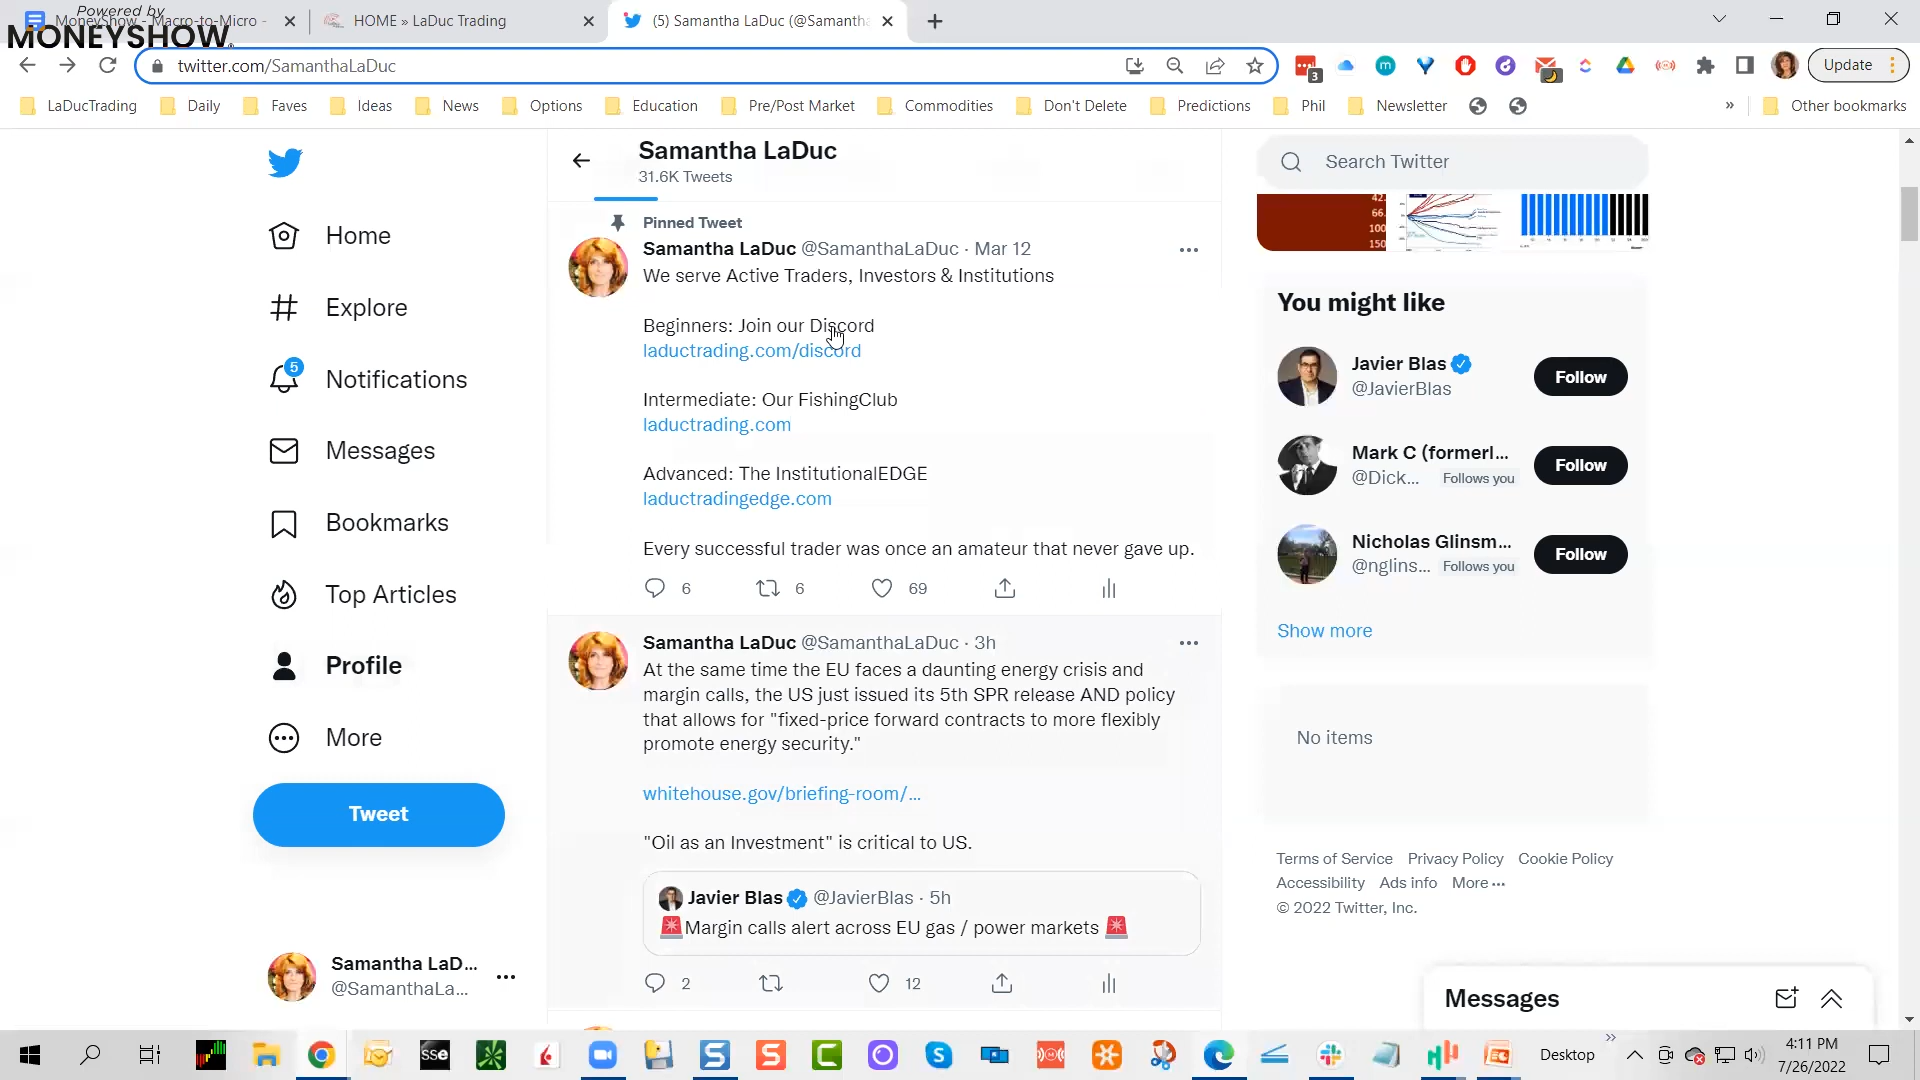 Powered by
MONEYSHOW
MoneyShow - Macro-to-Micro -
HOME » LaDuc Trading
(5) Samantha LaDuc (@Samantha
twitter.com/SamanthaLaDuc
3
Update
LaDucTrading
Daily
Faves
Ideas
News
Options
Education
Pre/Post Market
Commodities
Don't Delete
Predictions
Phil
Newsletter
»
Other bookmarks
Home
Explore
5
Notifications
Messages
Bookmarks
Top Articles
Profile
More
Tweet
Samantha LaD...
@SamanthaLa...
Samantha LaDuc
31.6K Tweets
Pinned Tweet
Samantha LaDuc @SamanthaLaDuc · Mar 12
We serve Active Traders, Investors & Institutions
Beginners: Join our Discord
laductrading.com/discord
Intermediate: Our FishingClub
laductrading.com
Advanced: The InstitutionalEDGE
laductradingedge.com
Every successful trader was once an amateur that never gave up.
6
6
69
Samantha LaDuc @SamanthaLaDuc · 3h
At the same time the EU faces a daunting energy crisis and
margin calls, the US just issued its 5th SPR release AND policy
that allows for "fixed-price forward contracts to more flexibly
promote energy security."
whitehouse.gov/briefing-room/...
"Oil as an Investment" is critical to US.
Javier Blas @JavierBlas · 5h
🚨Margin calls alert across EU gas / power markets 🚨
2
12
Search Twitter
42.
66.
100
150
You might like
Javier Blas
@JavierBlas
Follow
Mark C (formerl...
@Dick... Follows you
Follow
Nicholas Glinsm...
@nglins... Follows you
Follow
Show more
No items
Terms of Service Privacy Policy Cookie Policy
Accessibility Ads info More ···
© 2022 Twitter, Inc.
Messages
sse
Desktop
»
4:11 PM
7/26/2022